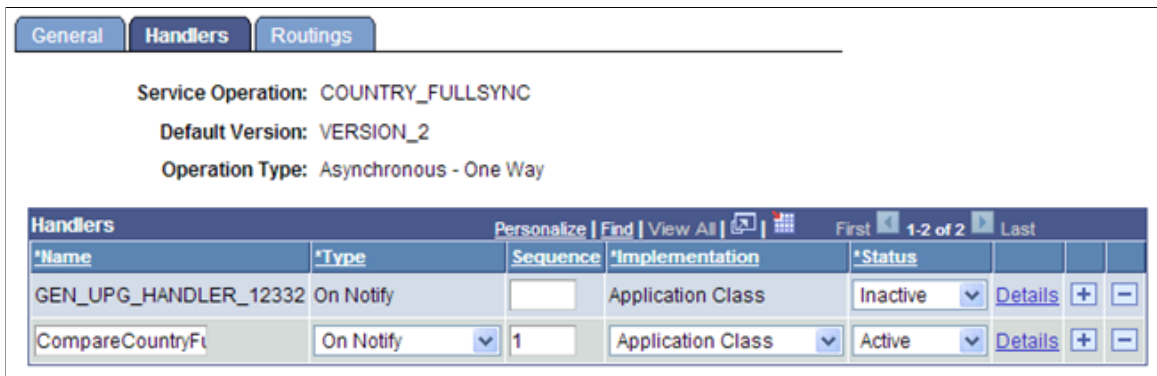 General Handlers Routings
Service Operation: COUNTRY_FULLSYNC
Default Version: VERSION_2
Operation Type: Asynchronous - One Way
Handlers Personalize | Find | View All | | First 1-2 of 2 Last
*Name *Type Sequence *Implementation *Status
GEN_UPG_HANDLER_12332 On Notify Application Class Inactive Details + -
CompareCountryFu On Notify 1 Application Class Active Details + -